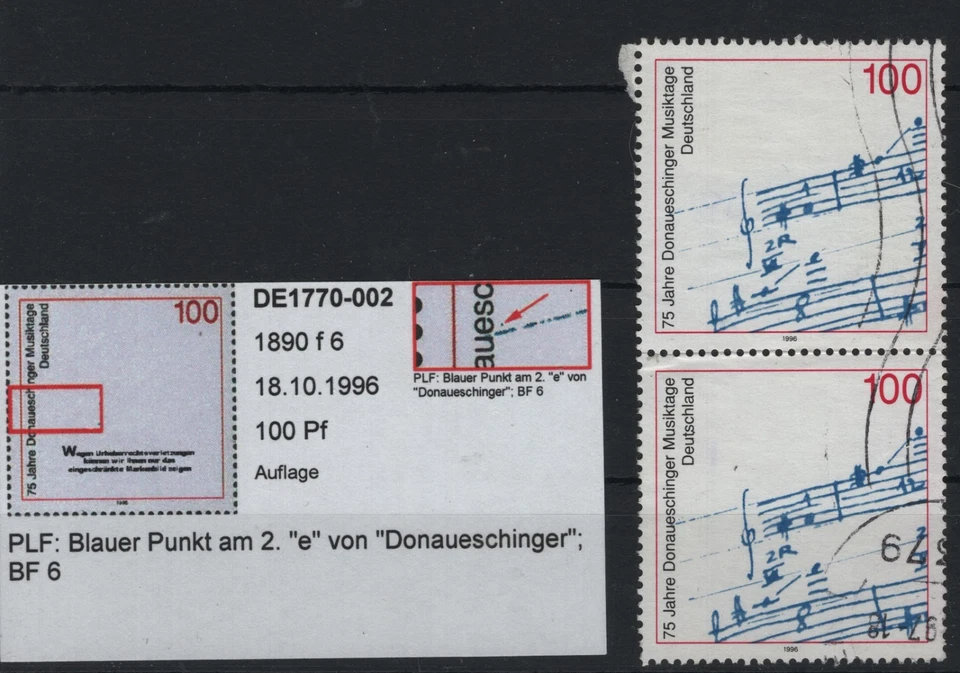 100
75 Jahre Donaueschinger Musiktage
Deutschland
Wegen Urheberrechtsverletzungen
können wir Ihnen nur das
eingeschränkte Markenbild zeigen
1996
DE1770-002
1890 f 6
18.10.1996
100 Pf
Auflage
auesc
PLF: Blauer Punkt am 2. "e" von
"Donaueschinger"; BF 6
PLF: Blauer Punkt am 2. "e" von "Donaueschinger";
BF 6
100
75 Jahre Donaueschinger Musiktage
Deutschland
1996
100
75 Jahre Donaueschinger Musiktage
Deutschland
1996